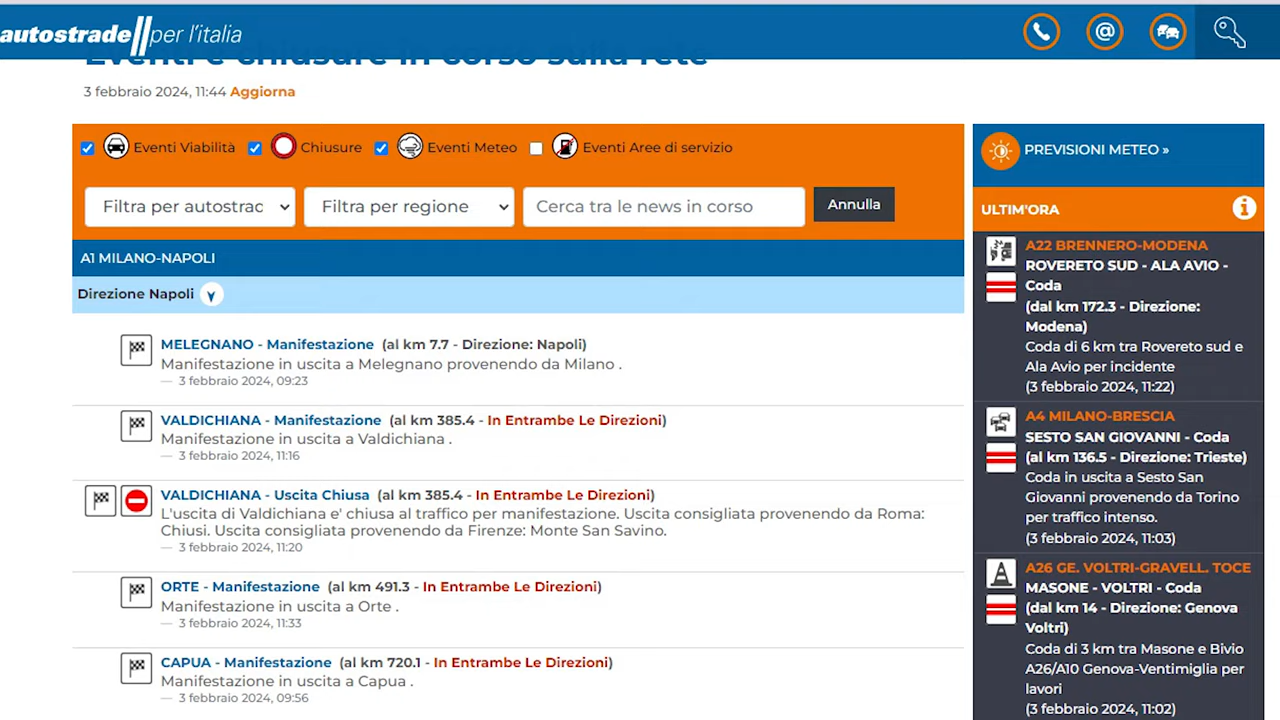 autostrade//per l'italia
Eventi e chiusure in corso sulla rete
3 febbraio 2024, 11:44 Aggiorna
Eventi Viabilità Chiusure Eventi Meteo Eventi Aree di servizio
Filtra per autostrac Filtra per regione Cerca tra le news in corso Annulla
A1 MILANO-NAPOLI
Direzione Napoli
MELEGNANO - Manifestazione (al km 7.7 - Direzione: Napoli)
Manifestazione in uscita a Melegnano provenendo da Milano .
— 3 febbraio 2024, 09:23
VALDICHIANA - Manifestazione (al km 385.4 - In Entrambe Le Direzioni)
Manifestazione in uscita a Valdichiana .
— 3 febbraio 2024, 11:16
VALDICHIANA - Uscita Chiusa (al km 385.4 - In Entrambe Le Direzioni)
L'uscita di Valdichiana e' chiusa al traffico per manifestazione. Uscita consigliata provenendo da Roma:
Chiusi. Uscita consigliata provenendo da Firenze: Monte San Savino.
— 3 febbraio 2024, 11:20
ORTE - Manifestazione (al km 491.3 - In Entrambe Le Direzioni)
Manifestazione in uscita a Orte .
— 3 febbraio 2024, 11:33
CAPUA - Manifestazione (al km 720.1 - In Entrambe Le Direzioni)
Manifestazione in uscita a Capua .
— 3 febbraio 2024, 09:56
PREVISIONI METEO »
ULTIM'ORA
A22 BRENNERO-MODENA
ROVERETO SUD - ALA AVIO -
Coda
(dal km 172.3 - Direzione:
Modena)
Coda di 6 km tra Rovereto sud e
Ala Avio per incidente
(3 febbraio 2024, 11:22)
A4 MILANO-BRESCIA
SESTO SAN GIOVANNI - Coda
(al km 136.5 - Direzione: Trieste)
Coda in uscita a Sesto San
Giovanni provenendo da Torino
per traffico intenso.
(3 febbraio 2024, 11:03)
A26 GE. VOLTRI-GRAVELL. TOCE
MASONE - VOLTRI - Coda
(dal km 14 - Direzione: Genova
Voltri)
Coda di 3 km tra Masone e Bivio
A26/A10 Genova-Ventimiglia per
lavori
(3 febbraio 2024, 11:02)